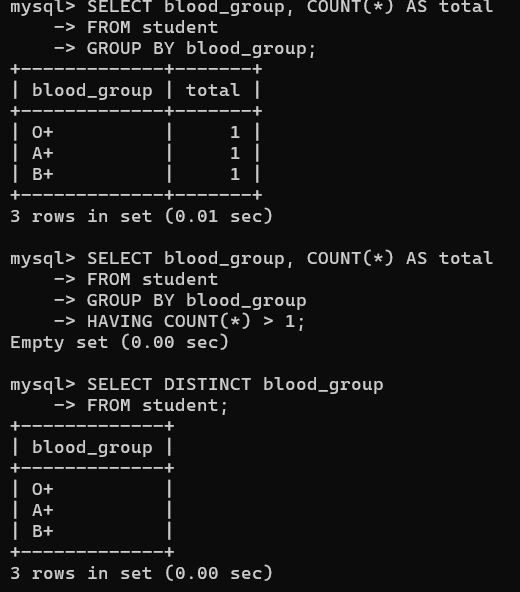 mysql> SELECT blood_group, COUNT(*) AS total
    -> FROM student
    -> GROUP BY blood_group;
+-------------+-------+
| blood_group | total |
+-------------+-------+
| O+          |     1 |
| A+          |     1 |
| B+          |     1 |
+-------------+-------+
3 rows in set (0.01 sec)

mysql> SELECT blood_group, COUNT(*) AS total
    -> FROM student
    -> GROUP BY blood_group
    -> HAVING COUNT(*) > 1;
Empty set (0.00 sec)

mysql> SELECT DISTINCT blood_group
    -> FROM student;
+-------------+
| blood_group |
+-------------+
| O+          |
| A+          |
| B+          |
+-------------+
3 rows in set (0.00 sec)